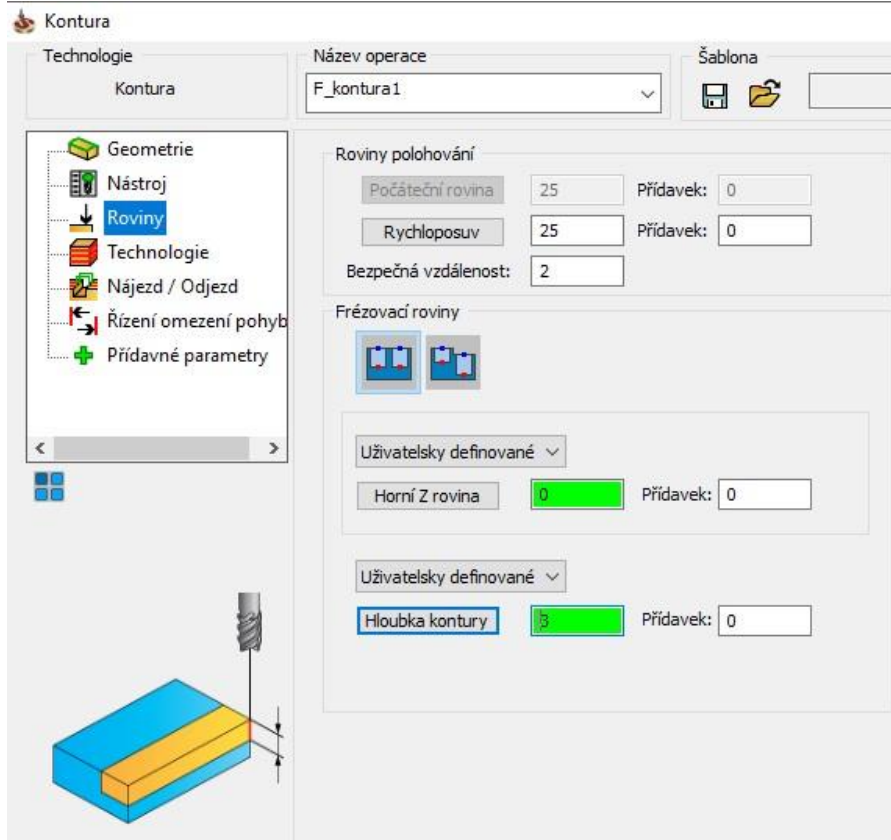 Kontura
Technologie
Kontura
Název operace
F_kontura1
Šablona
Geometrie
Nástroj
Roviny
Technologie
Nájezd / Odjezd
Řízení omezení pohyb
Přídavné parametry
Roviny polohování
Počáteční rovina 25 Přídavek: 0
Rychloposuv 25 Přídavek: 0
Bezpečná vzdálenost: 2
Frézovací roviny
Uživatelsky definované
Horní Z rovina 0 Přídavek: 0
Uživatelsky definované
Hloubka kontury 3 Přídavek: 0